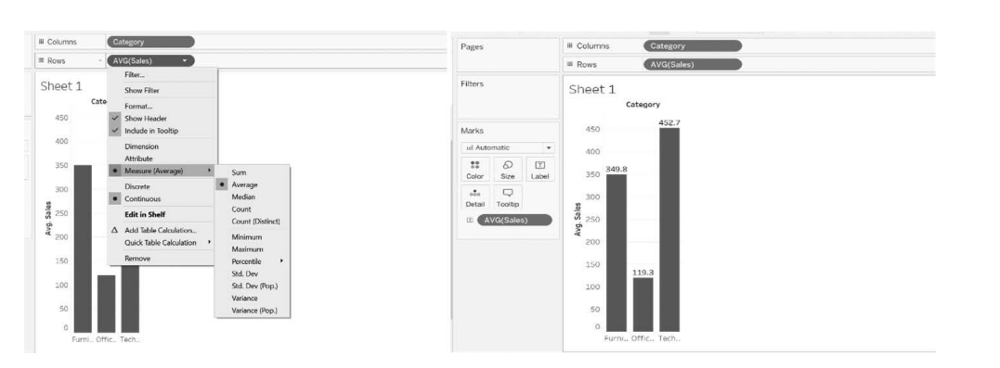 Columns
Category
Rows
AVG(Sales)
Sheet 1
Cate
Filter...
Show Filter
Format...
Show Header
Include in Tooltip
Dimension
Attribute
Measure (Average)
Discrete
Continuous
Edit in Shelf
Add Table Calculation...
Quick Table Calculation
Remove
Sum
Average
Median
Count
Count (Distinct)
Minimum
Maximum
Percentile
Std. Dev
Std. Dev (Pop.)
Variance
Variance (Pop.)
Avg. Sales
450
400
350
300
250
200
150
100
50
0
Furni.. Offic.. Tech..
Pages
Filters
Marks
Automatic
Color Size Label
Detail Tooltip
AVG(Sales)
Columns
Category
Rows
AVG(Sales)
Sheet 1
Category
Avg. Sales
450
400
350
300
250
200
150
100
50
0
349.8
119.3
452.7
Furni.. Offic.. Tech..